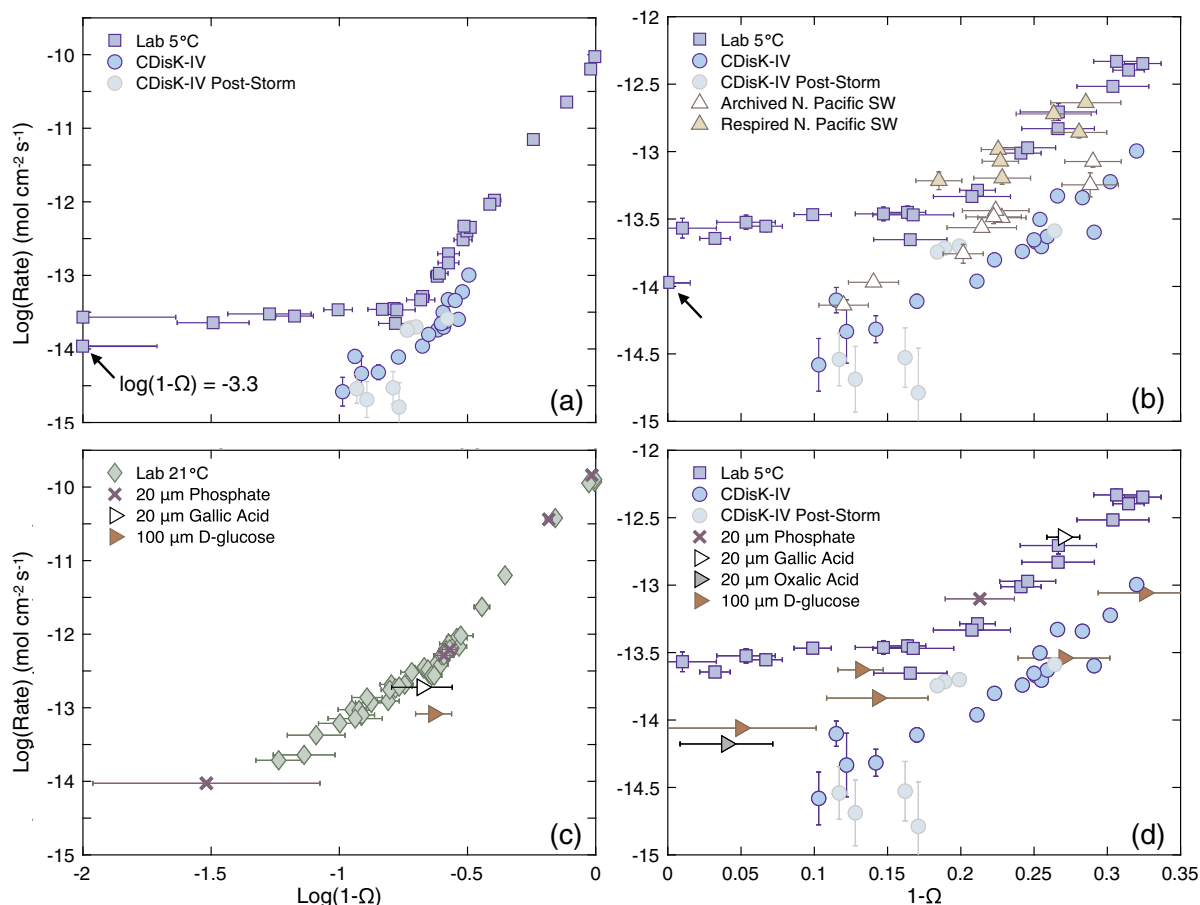 Log(Rate) (mol cm-2 s-1)
-10
-11
-12
-13
-14
-15
Lab 5°C
CDisK-IV
CDisK-IV Post-Storm
log(1-Ω) = -3.3
(a)
-12
-12.5
-13
-13.5
-14
-14.5
-15
Lab 5°C
CDisK-IV
CDisK-IV Post-Storm
Archived N. Pacific SW
Respired N. Pacific SW
(b)
Log(Rate) (mol cm-2 s-1)
-10
-11
-12
-13
-14
-15
Lab 21°C
20 µm Phosphate
20 µm Gallic Acid
100 µm D-glucose
(c)
-2 -1.5 -1 -0.5 0
Log(1-Ω)
-12
-12.5
-13
-13.5
-14
-14.5
-15
Lab 5°C
CDisK-IV
CDisK-IV Post-Storm
20 µm Phosphate
20 µm Gallic Acid
20 µm Oxalic Acid
100 µm D-glucose
(d)
0 0.05 0.1 0.15 0.2 0.25 0.3 0.35
1-Ω